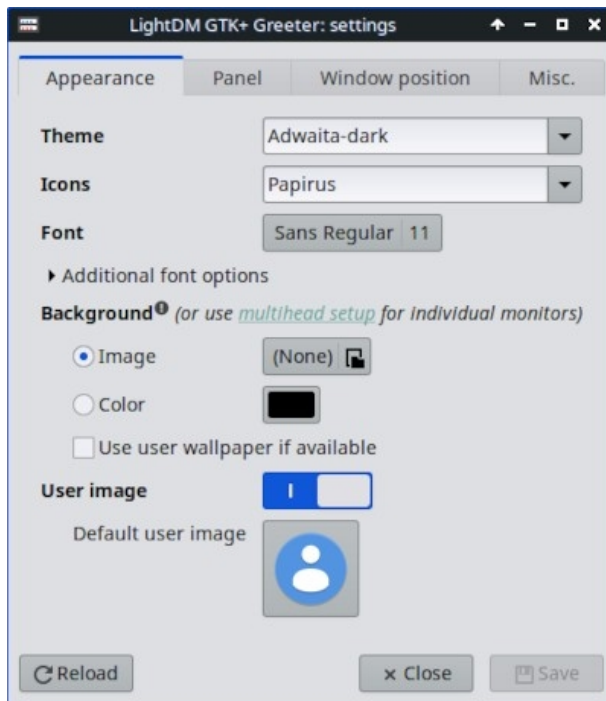 LightDM GTK+ Greeter: settings
Appearance Panel Window position Misc.
Theme Adwaita-dark
Icons Papirus
Font Sans Regular 11
Additional font options
Background (or use multihead setup for individual monitors)
Image (None)
Color
Use user wallpaper if available
User image
Default user image
Reload Close Save